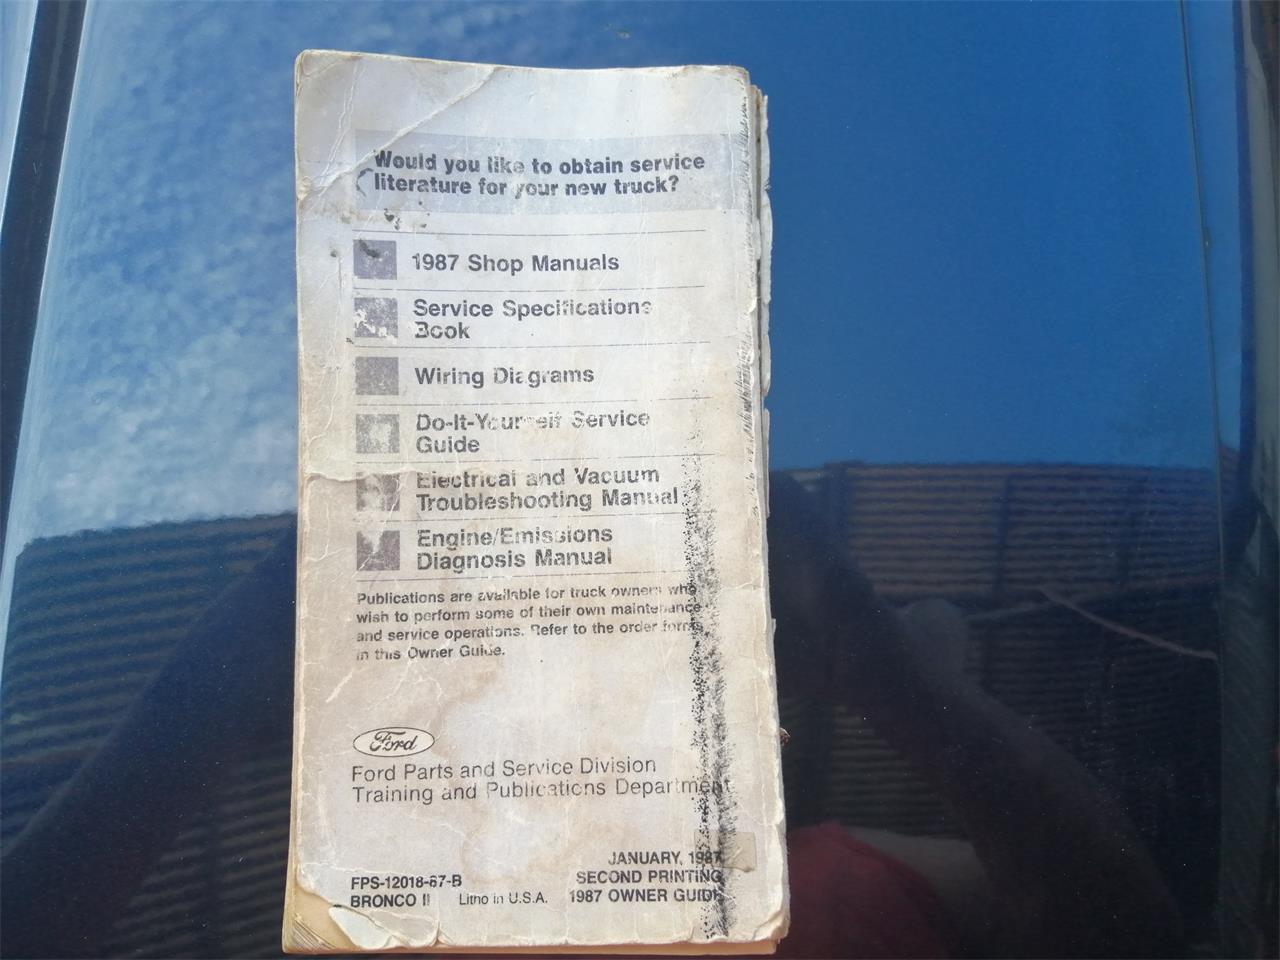 Would you like to obtain service
literature for your new truck?
1987 Shop Manuals
Service Specifications
Book
Wiring Diagrams
Do-It-Yourself Service
Guide
Electrical and Vacuum
Troubleshooting Manual
Engine/Emissions
Diagnosis Manual
Publications are available for truck owners who
wish to perform some of their own maintenance
and service operations. Refer to the order forms
in this Owner Guide.
Ford
Ford Parts and Service Division
Training and Publications Department
JANUARY, 1987
FPS-12018-87-B SECOND PRINTING
BRONCO II Litho in U.S.A. 1987 OWNER GUIDE